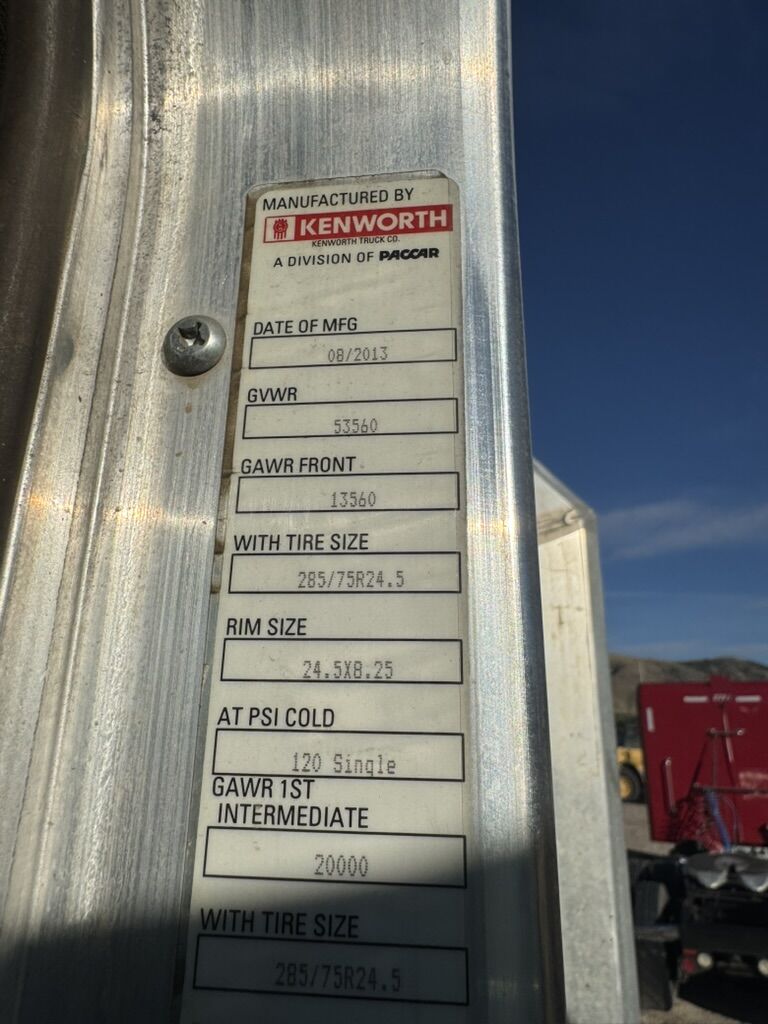 MANUFACTURED BY
KENWORTH
KENWORTH TRUCK CO.
A DIVISION OF PACCAR
DATE OF MFG
08/2013
GVWR
53560
GAWR FRONT
13560
WITH TIRE SIZE
285/75R24.5
RIM SIZE
24.5X8.25
AT PSI COLD
120 Single
GAWR 1ST
INTERMEDIATE
20000
WITH TIRE SIZE
285/75R24.5